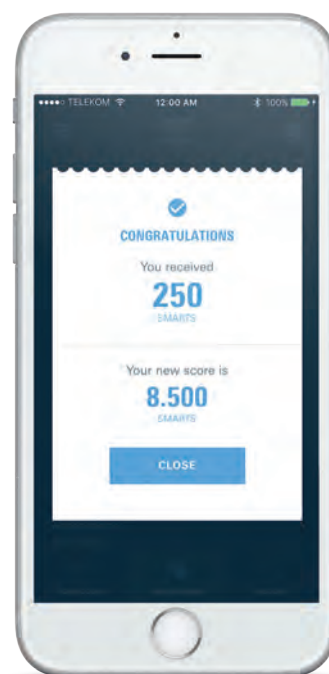 TELEKOM 12:00 AM 100%
CONGRATULATIONS
You received
250
SMARTS
Your new score is
8.500
SMARTS
CLOSE